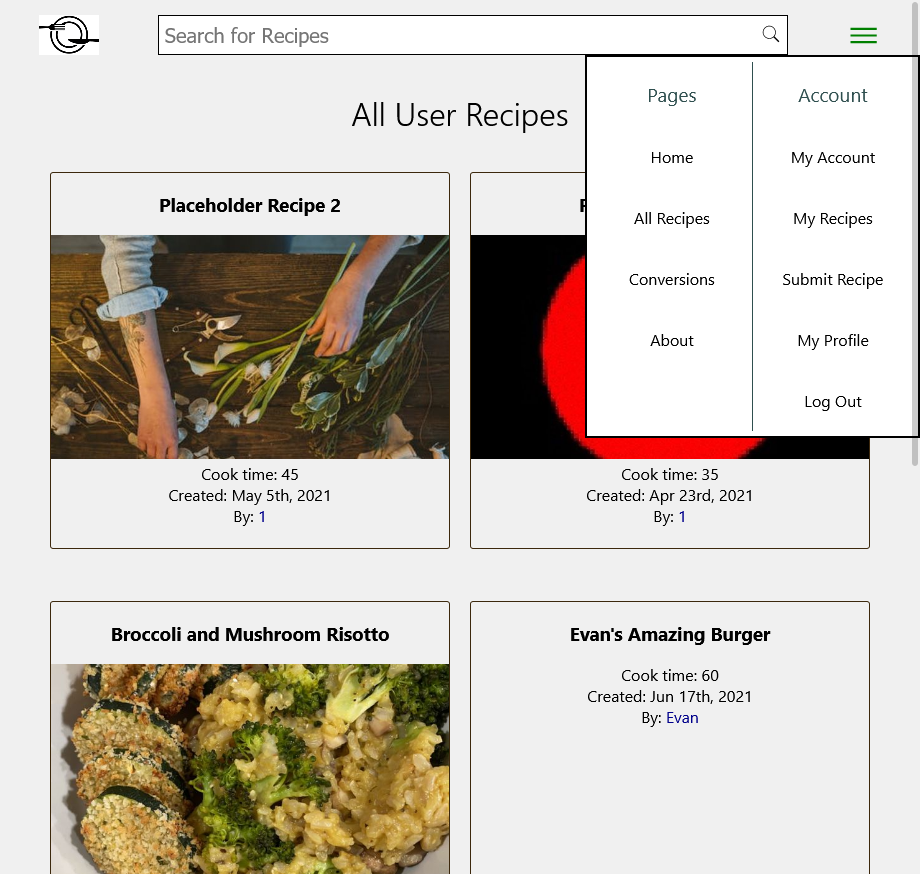 Search for Recipes
Pages
Account
Home
My Account
All Recipes
My Recipes
Conversions
Submit Recipe
About
My Profile
Log Out
All User Recipes
Placeholder Recipe 2
Cook time: 45
Created: May 5th, 2021
By: 1
Cook time: 35
Created: Apr 23rd, 2021
By: 1
Broccoli and Mushroom Risotto
Evan's Amazing Burger
Cook time: 60
Created: Jun 17th, 2021
By: Evan